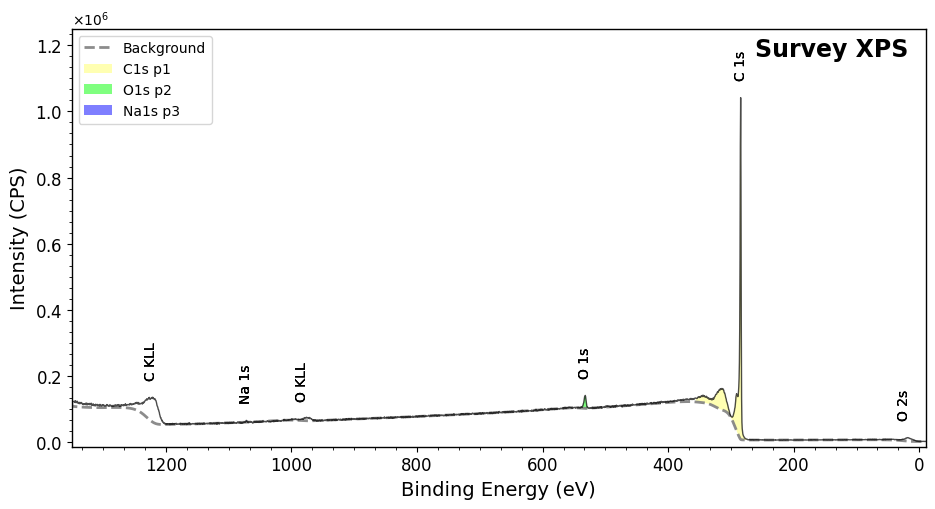 ×10⁶
Survey XPS
Background
C1s p1
O1s p2
Na1s p3
C KLL
Na 1s
O KLL
O 1s
C 1s
O 2s
1.2
1.0
0.8
0.6
0.4
0.2
0.0
Intensity (CPS)
1200 1000 800 600 400 200 0
Binding Energy (eV)